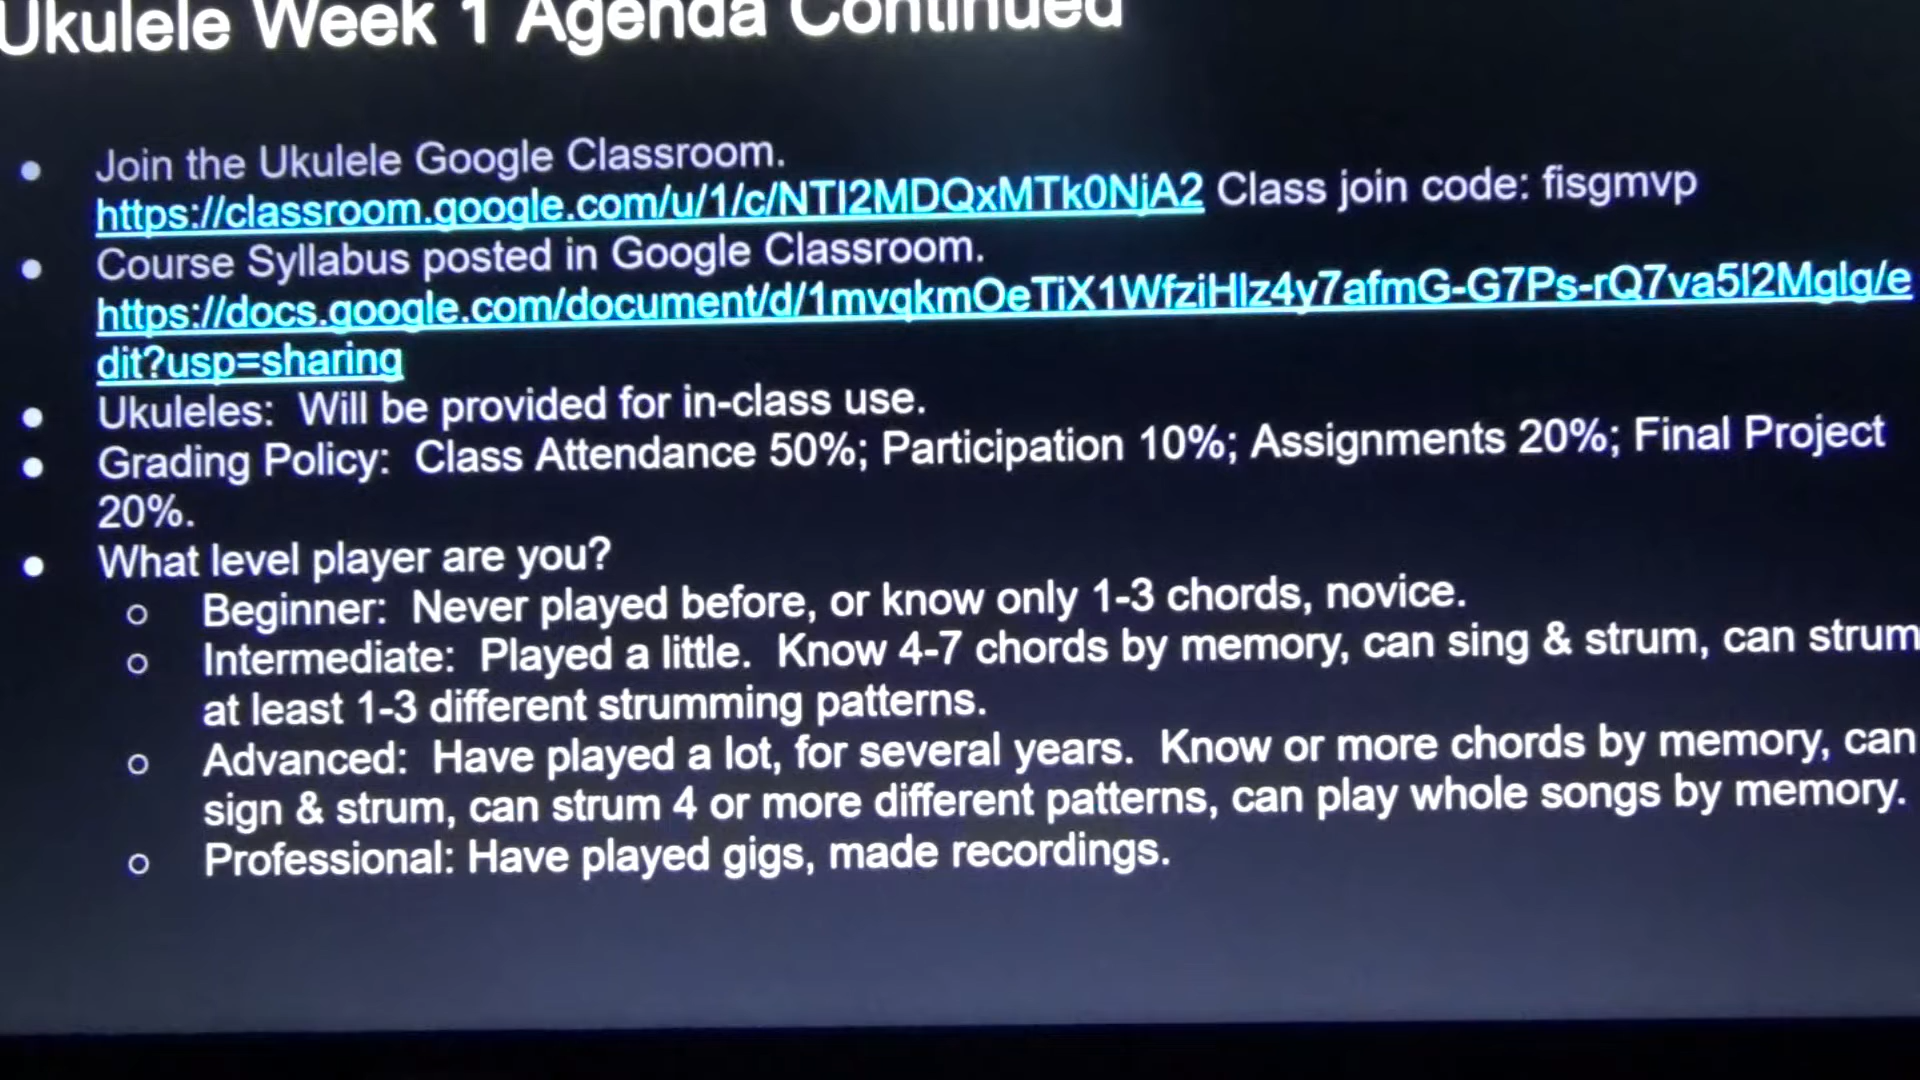 Ukulele Week 1 Agenda Continued
Join the Ukulele Google Classroom.
https://classroom.google.com/u/1/c/NTI2MDQxMTk0NjA2 Class join code: fisgmvp
Course Syllabus posted in Google Classroom.
https://docs.google.com/document/d/1mvqkmOeTiX1WfziHIz4y7afmG-G7Ps-rQ7va5I2MgIg/e
dit?usp=sharing
Ukuleles: Will be provided for in-class use.
Grading Policy: Class Attendance 50%; Participation 10%; Assignments 20%; Final Project
20%.
What level player are you?
Beginner: Never played before, or know only 1-3 chords, novice.
Intermediate: Played a little. Know 4-7 chords by memory, can sing & strum, can strum
at least 1-3 different strumming patterns.
Advanced: Have played a lot, for several years. Know or more chords by memory, can
sign & strum, can strum 4 or more different patterns, can play whole songs by memory.
Professional: Have played gigs, made recordings.